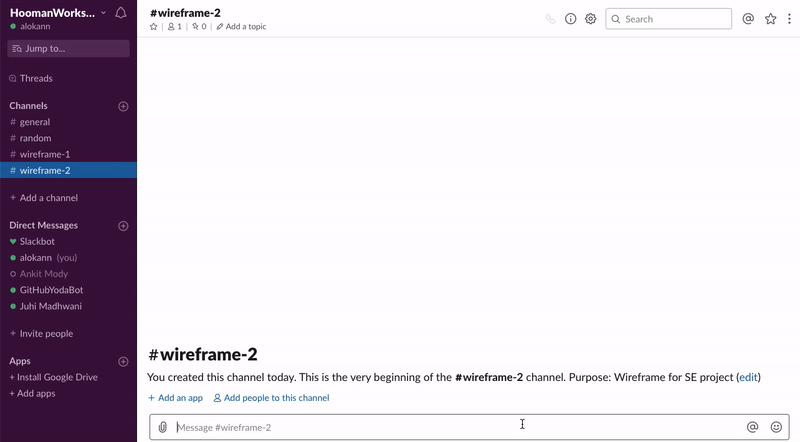 HoomanWorks...
alokann
Jump to...
Threads
Channels
# general
# random
# wireframe-1
# wireframe-2
+ Add a channel
Direct Messages
Slackbot
alokann (you)
Ankit Mody
GitHubYodaBot
Juhi Madhwani
+ Invite people
Apps
+ Install Google Drive
+ Add apps
#wireframe-2
1 | 0 | Add a topic
Search
#wireframe-2
You created this channel today. This is the very beginning of the #wireframe-2 channel. Purpose: Wireframe for SE project (edit)
+ Add an app Add people to this channel
Message #wireframe-2